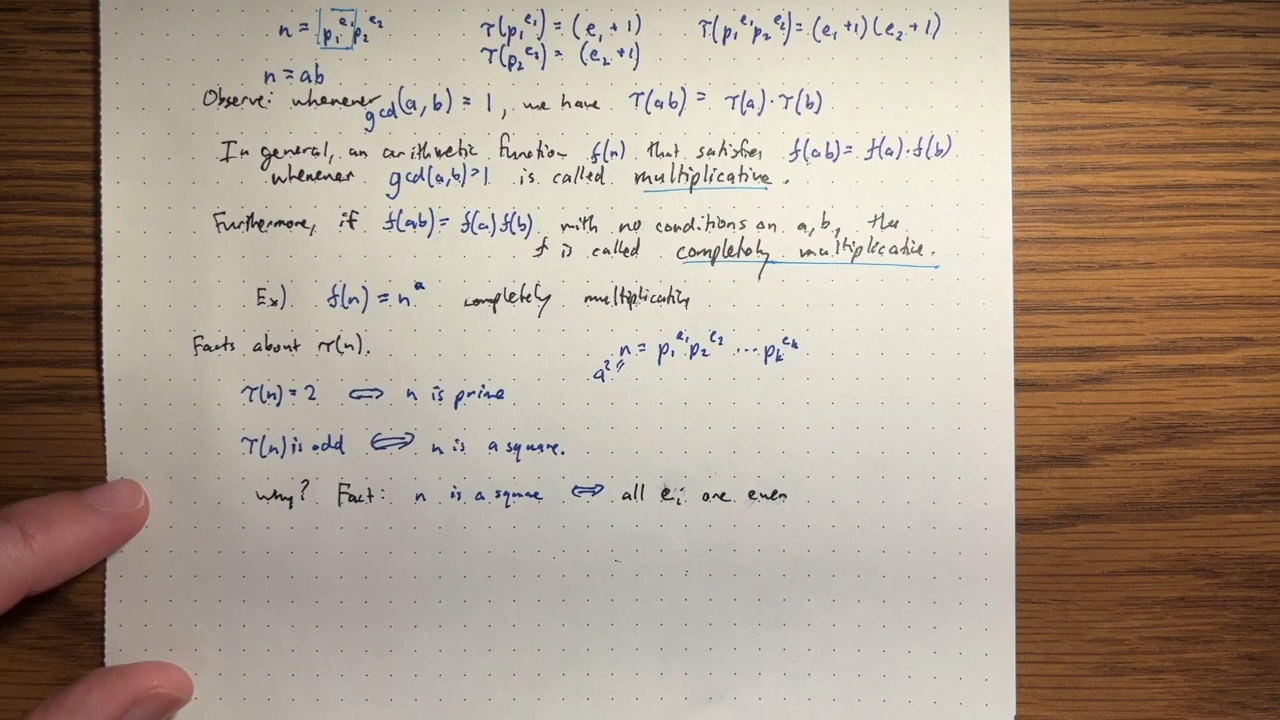 n = p₁^e₁ p₂^e₂   τ(p₁^e₁) = (e₁ + 1)   τ(p₁^e₁ p₂^e₂) = (e₁ + 1)(e₂ + 1)
τ(p₂^e₂) = (e₂ + 1)
n = ab
Observe: whenever gcd(a, b) = 1, we have τ(ab) = τ(a) · τ(b)
In general, an arithmetic function f(n) that satisfies f(ab) = f(a) · f(b)
whenever gcd(a, b) = 1 is called multiplicative.
Furthermore, if f(ab) = f(a) f(b) with no conditions on a, b, the
f is called completely multiplicative.
Ex) f(n) = n^a completely multiplicative
Facts about τ(n).   n = p₁^e₁ p₂^e₂ ... p_k^e_k
a² =
τ(n) = 2 ⟺ n is prime
τ(n) is odd ⟺ n is a square.
why? Fact: n is a square ⟺ all eᵢ are even